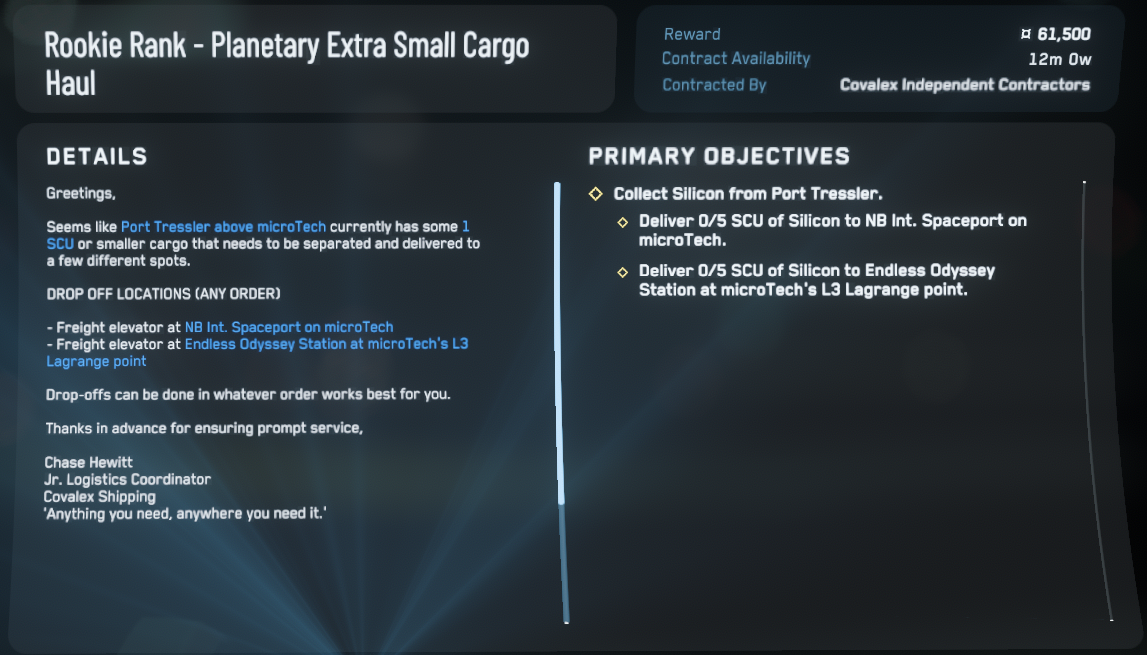 Rookie Rank - Planetary Extra Small Cargo
Haul
Reward
¤ 61,500
Contract Availability
12m 0w
Contracted By
Covalex Independent Contractors
DETAILS
Greetings,
Seems like Port Tressler above microTech currently has some 1
SCU or smaller cargo that needs to be separated and delivered to
a few different spots.
DROP OFF LOCATIONS (ANY ORDER)
- Freight elevator at NB Int. Spaceport on microTech
- Freight elevator at Endless Odyssey Station at microTech's L3
Lagrange point
Drop-offs can be done in whatever order works best for you.
Thanks in advance for ensuring prompt service,
Chase Hewitt
Jr. Logistics Coordinator
Covalex Shipping
'Anything you need, anywhere you need it.'
PRIMARY OBJECTIVES
Collect Silicon from Port Tressler.
Deliver 0/5 SCU of Silicon to NB Int. Spaceport on
microTech.
Deliver 0/5 SCU of Silicon to Endless Odyssey
Station at microTech's L3 Lagrange point.